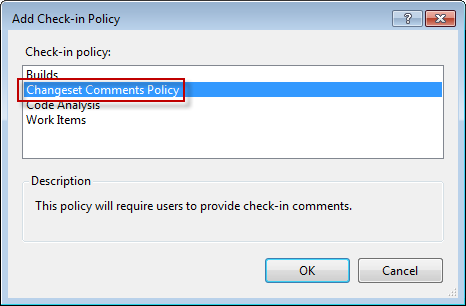 Add Check-in Policy
Check-in policy:
Builds
Changeset Comments Policy
Code Analysis
Work Items
Description
This policy will require users to provide check-in comments.
OK
Cancel